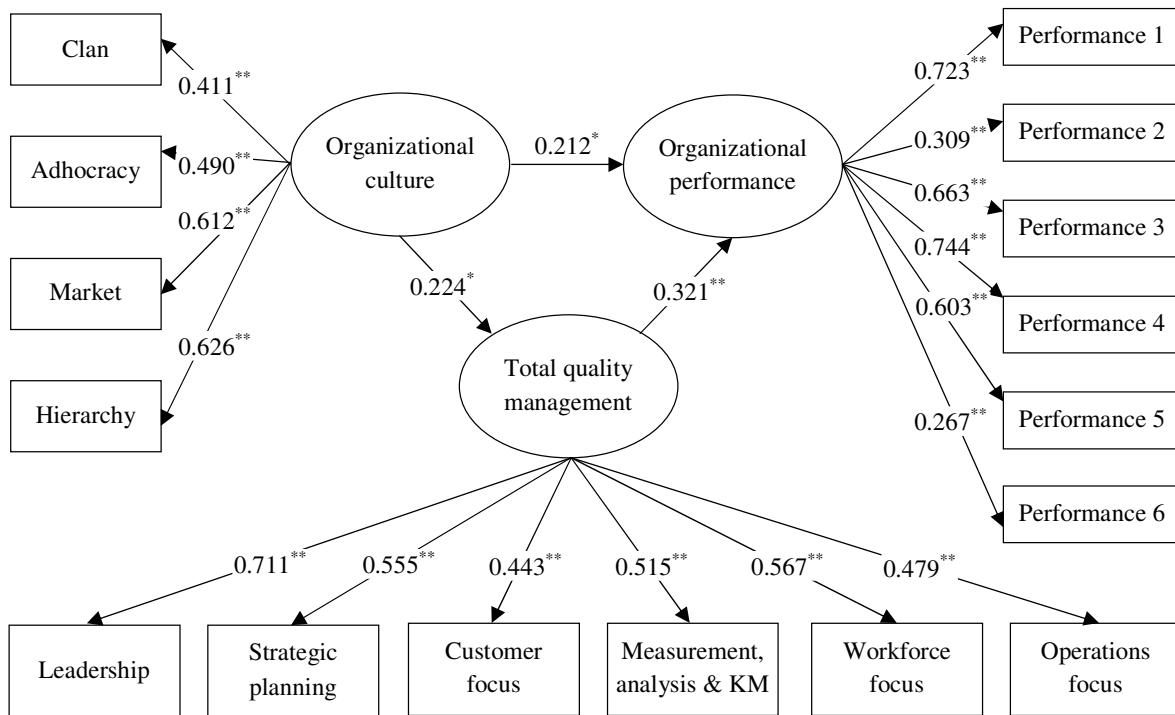 Clan
Performance 1
0.411**
0.723**
Adhocracy
0.490**
Organizational
culture
0.212*
Organizational
performance
0.309**
Performance 2
0.612**
0.663**
Performance 3
0.744**
Market
0.224*
0.321**
0.603**
Performance 4
0.626**
Total quality
management
Hierarchy
0.267**
Performance 5
Performance 6
0.711**
0.555**
0.443**
0.515**
0.567**
0.479**
Leadership
Strategic
planning
Customer
focus
Measurement,
analysis & KM
Workforce
focus
Operations
focus